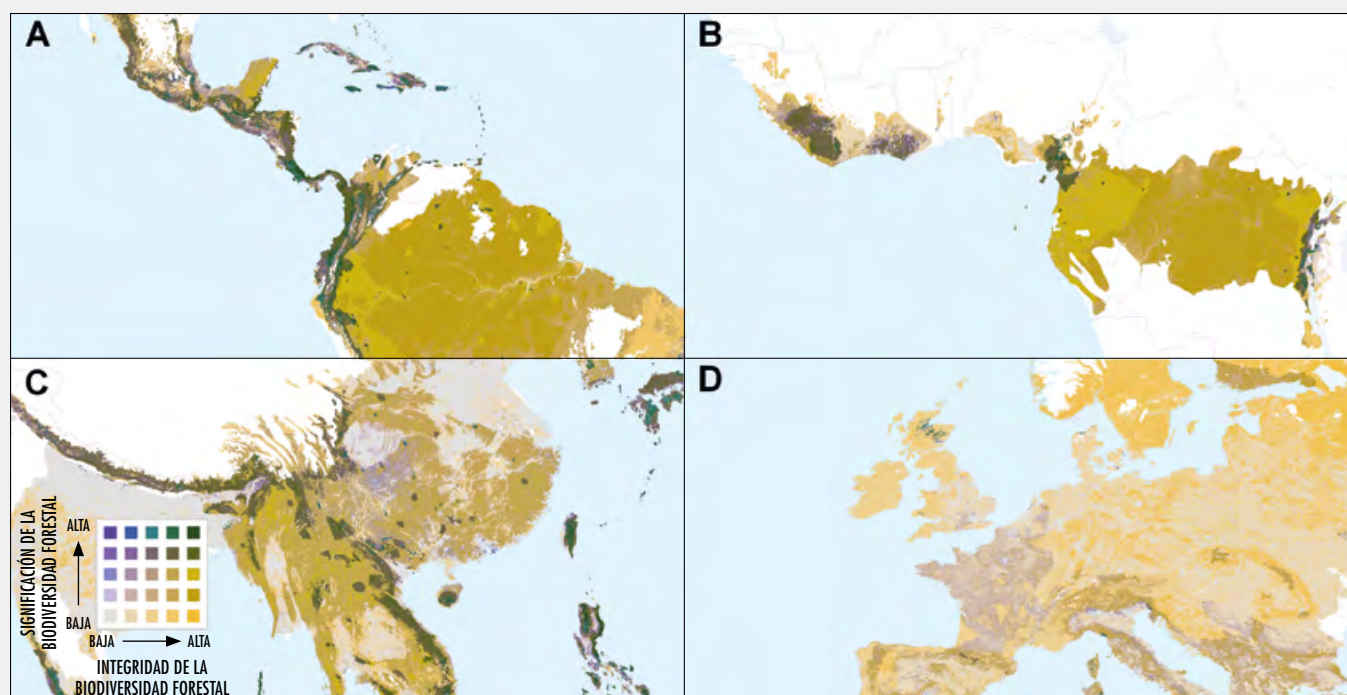 A
B
C
D
SIGNIFICACIÓN DE LA
BIODIVERSIDAD FORESTAL
ALTA
BAJA
BAJA
ALTA
INTEGRIDAD DE LA
BIODIVERSIDAD FORESTAL